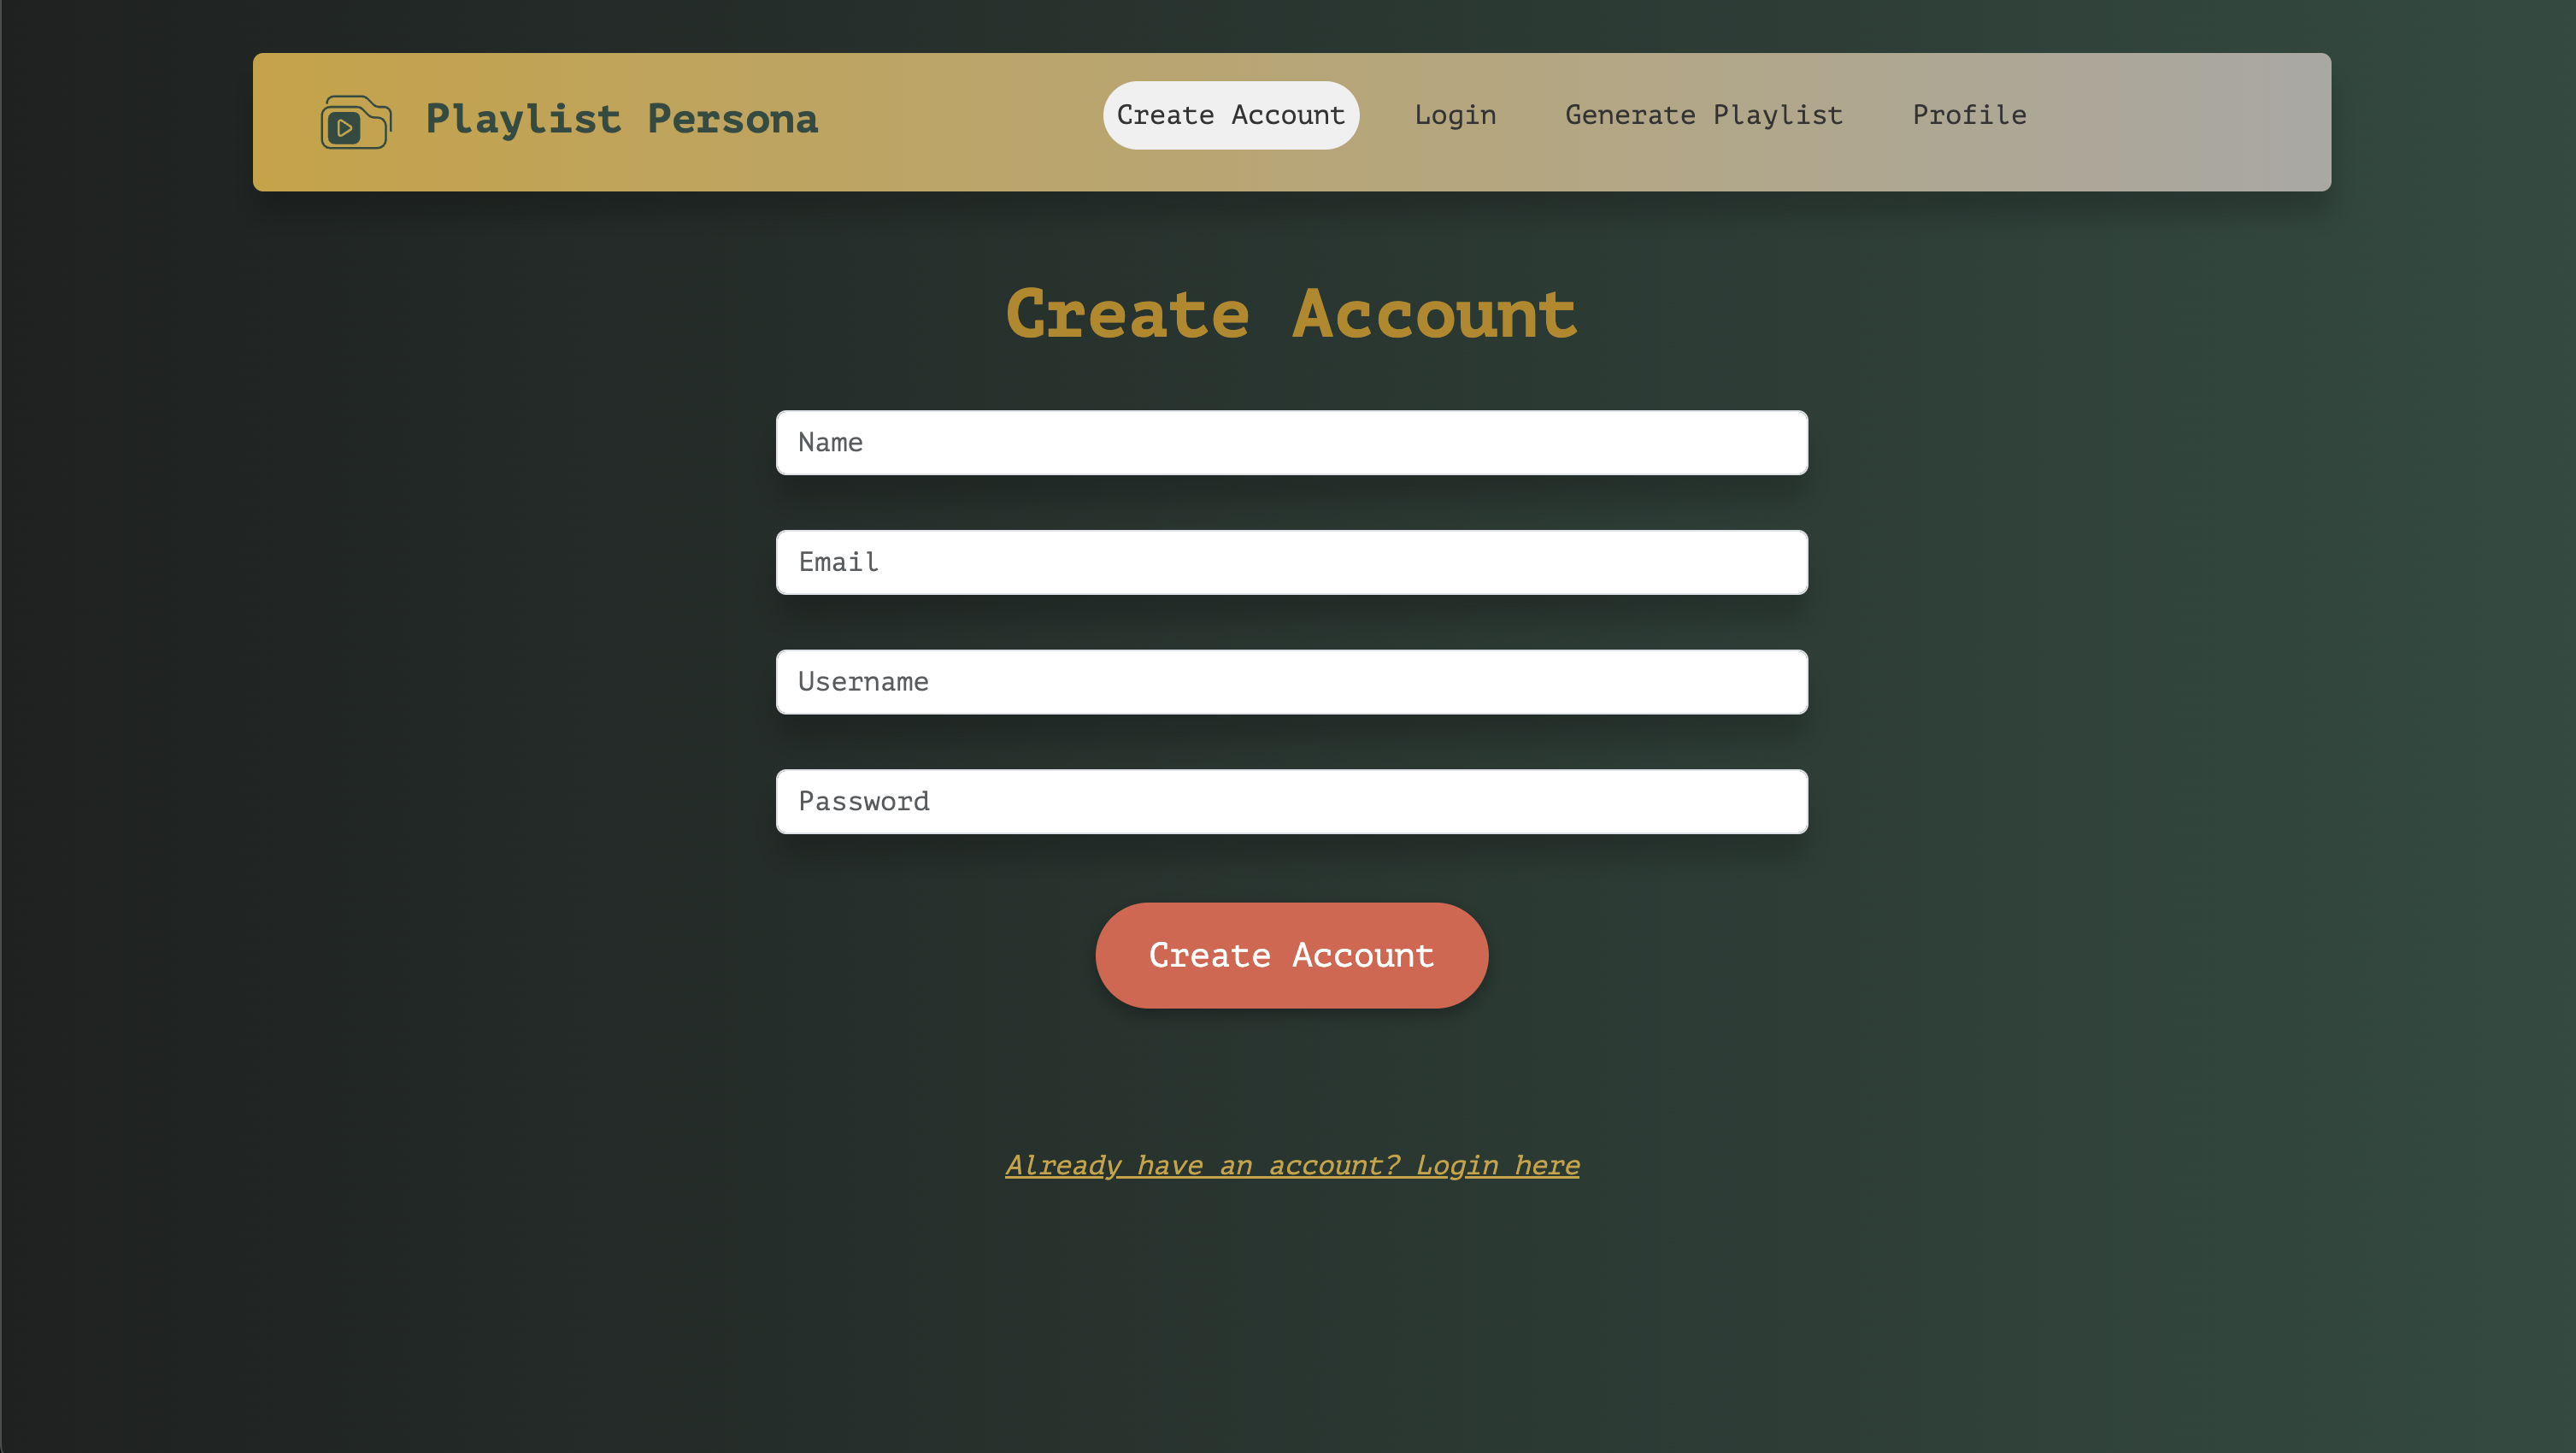 Playlist Persona
Create Account
Login
Generate Playlist
Profile
Create Account
Name
Email
Username
Password
Create Account
Already have an account? Login here